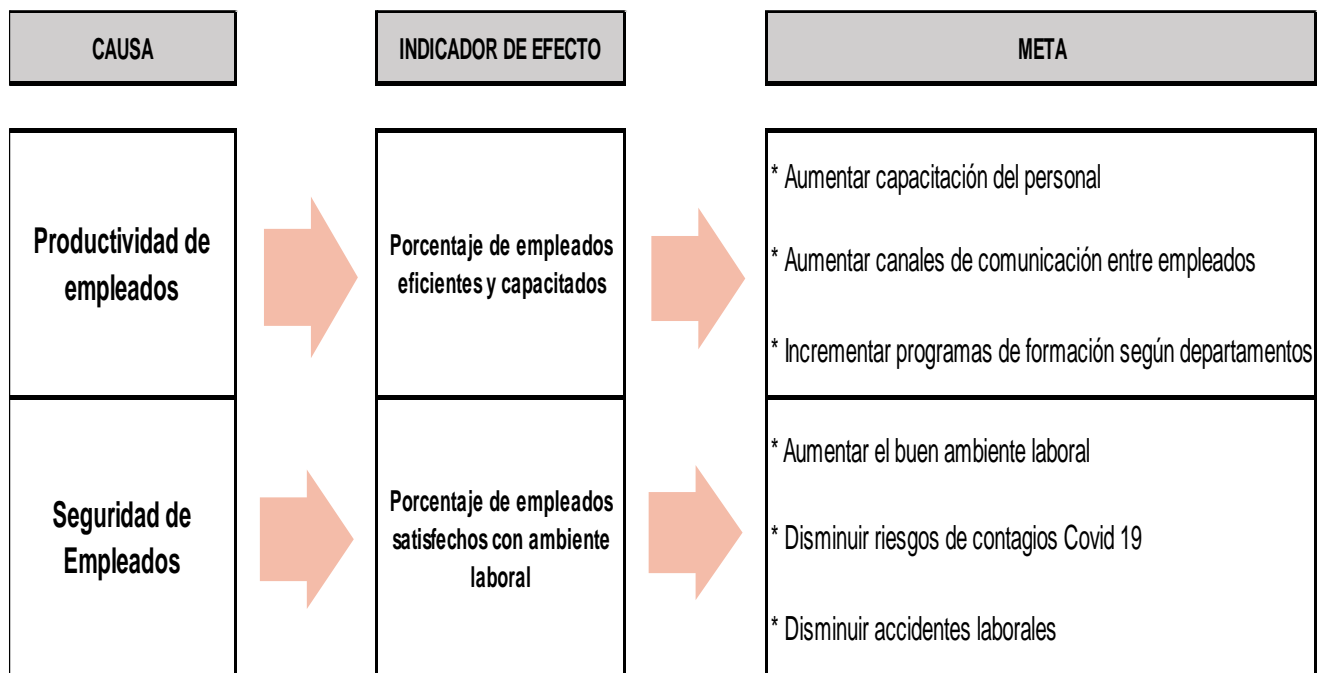 CAUSA
INDICADOR DE EFECTO
META
Productividad de
empleados
Porcentaje de empleados
eficientes y capacitados
* Aumentar capacitación del personal
* Aumentar canales de comunicación entre empleados
* Incrementar programas de formación según departamentos
Seguridad de
Empleados
Porcentaje de empleados
satisfechos con ambiente
laboral
* Aumentar el buen ambiente laboral
* Disminuir riesgos de contagios Covid 19
* Disminuir accidentes laborales